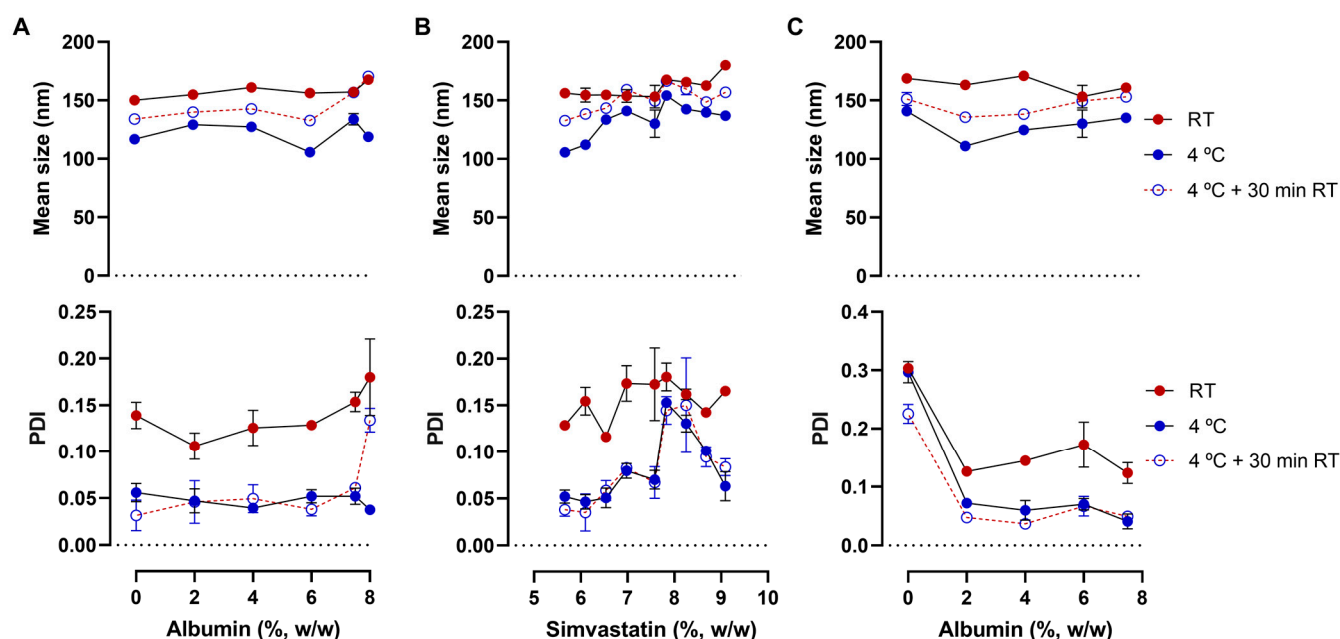 A
B
C
Mean size (nm)
200
150
100
50
0
Mean size (nm)
200
150
100
50
0
Mean size (nm)
200
150
100
50
0
RT
4 ºC
4 ºC + 30 min RT
PDI
0.25
0.20
0.15
0.10
0.05
0.00
0 2 4 6 8
Albumin (%, w/w)
PDI
0.25
0.20
0.15
0.10
0.05
0.00
5 6 7 8 9 10
Simvastatin (%, w/w)
PDI
0.4
0.3
0.2
0.1
0.0
0 2 4 6 8
Albumin (%, w/w)
RT
4 ºC
4 ºC + 30 min RT